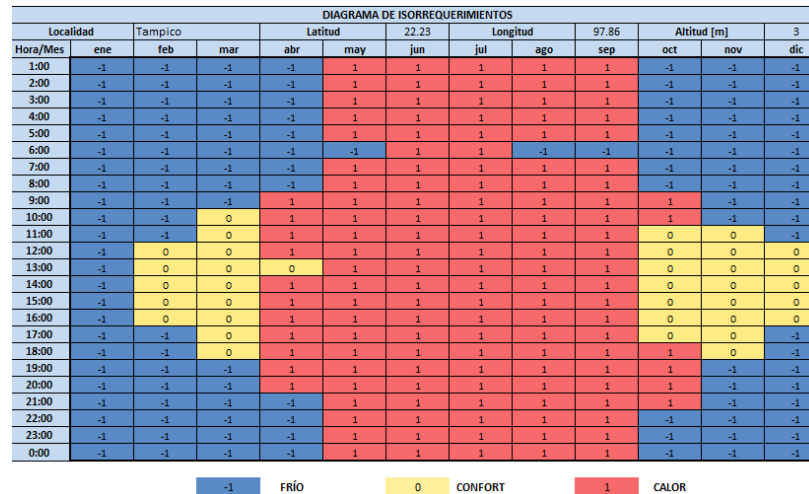 DIAGRAMA DE ISORREQUERIMIENTOS
Localidad Tampico Latitud 22.23 Longitud 97.86 Altitud [m] 3
Hora/Mes ene feb mar abr may jun jul ago sep oct nov dic
1:00 -1 -1 -1 -1 1 1 1 1 1 -1 -1 -1
2:00 -1 -1 -1 -1 1 1 1 1 1 -1 -1 -1
3:00 -1 -1 -1 -1 1 1 1 1 1 -1 -1 -1
4:00 -1 -1 -1 -1 1 1 1 1 1 -1 -1 -1
5:00 -1 -1 -1 -1 1 1 1 1 1 -1 -1 -1
6:00 -1 -1 -1 -1 -1 1 1 -1 -1 -1 -1 -1
7:00 -1 -1 -1 -1 1 1 1 1 1 -1 -1 -1
8:00 -1 -1 -1 -1 1 1 1 1 1 -1 -1 -1
9:00 -1 -1 -1 1 1 1 1 1 1 1 -1 -1
10:00 -1 -1 0 1 1 1 1 1 1 1 -1 -1
11:00 -1 -1 0 1 1 1 1 1 1 0 0 -1
12:00 -1 0 0 1 1 1 1 1 1 0 0 0
13:00 -1 0 0 0 1 1 1 1 1 0 0 0
14:00 -1 0 0 1 1 1 1 1 1 0 0 0
15:00 -1 0 0 1 1 1 1 1 1 0 0 0
16:00 -1 0 0 1 1 1 1 1 1 0 0 0
17:00 -1 -1 0 1 1 1 1 1 1 0 0 -1
18:00 -1 -1 0 1 1 1 1 1 1 1 0 -1
19:00 -1 -1 -1 1 1 1 1 1 1 1 -1 -1
20:00 -1 -1 -1 1 1 1 1 1 1 1 -1 -1
21:00 -1 -1 -1 -1 1 1 1 1 1 1 -1 -1
22:00 -1 -1 -1 -1 1 1 1 1 1 -1 -1 -1
23:00 -1 -1 -1 -1 1 1 1 1 1 -1 -1 -1
0:00 -1 -1 -1 -1 1 1 1 1 1 -1 -1 -1
-1 FRÍO 0 CONFORT 1 CALOR